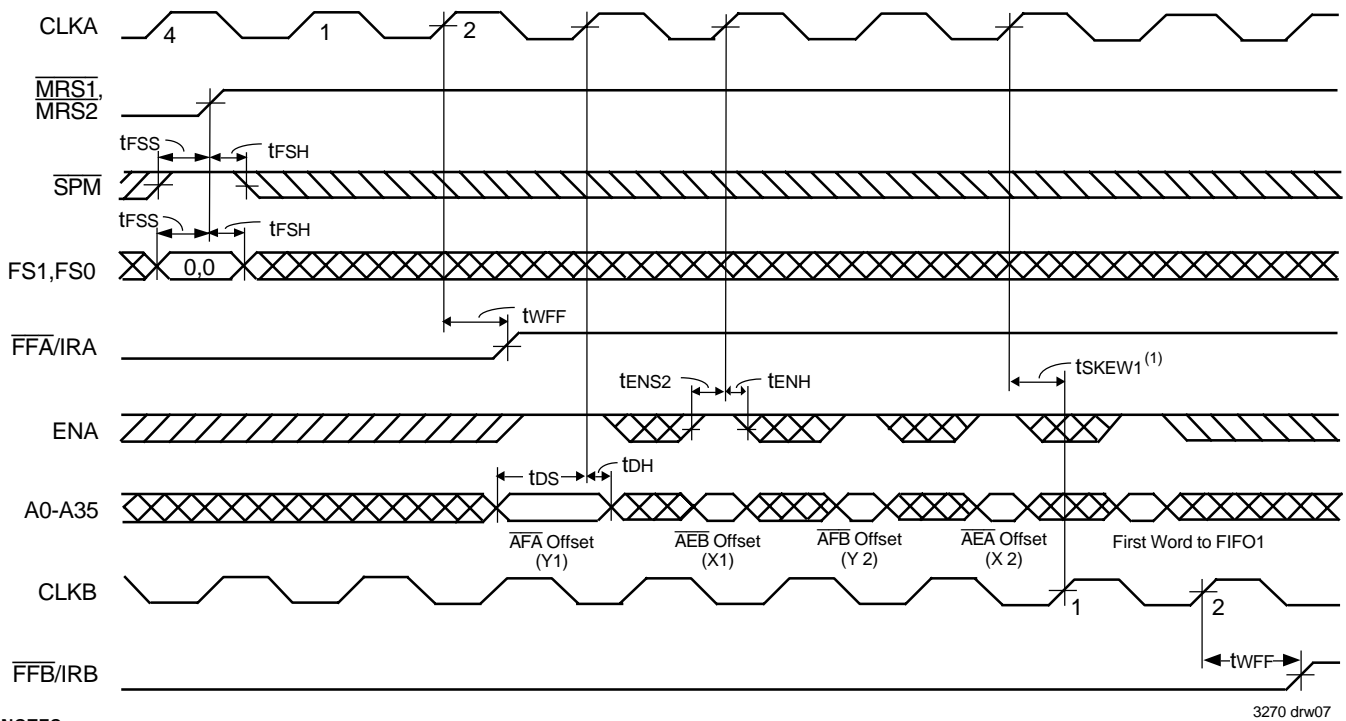 CLKA
4
1
2
MRS1,
MRS2
tFSS
tFSH
SPM
tFSS
tFSH
FS1,FS0
0,0
tWFF
FFA/IRA
tSKEW1(1)
tENS2
tENH
ENA
tDS
tDH
A0-A35
AFA Offset
(Y1)
AEB Offset
(X1)
AFB Offset
(Y 2)
AEA Offset
(X 2)
First Word to FIFO1
CLKB
1
2
tWFF
FFB/IRB
3270 drw07